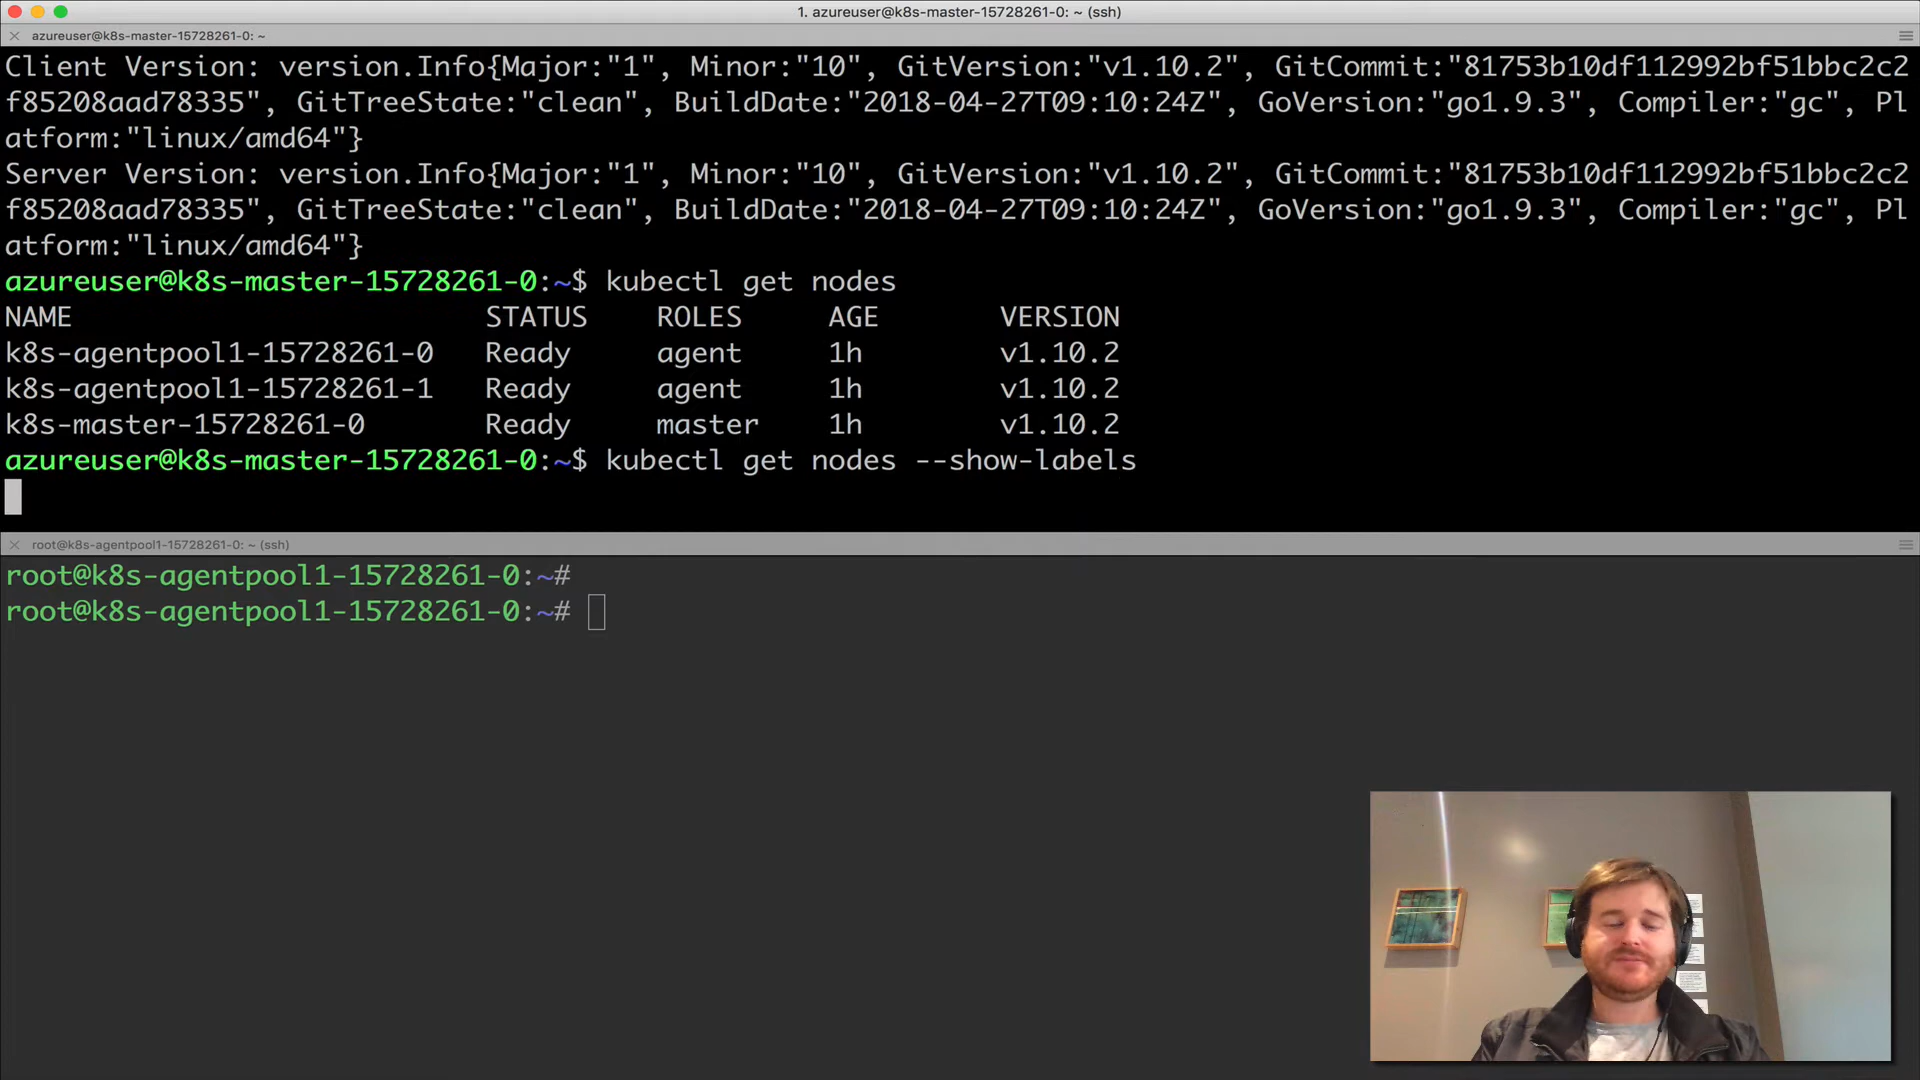 1. azureuser@k8s-master-15728261-0: ~ (ssh)
azureuser@k8s-master-15728261-0: ~
Client Version: version.Info{Major:"1", Minor:"10", GitVersion:"v1.10.2", GitCommit:"81753b10df112992bf51bbc2c2
f85208aad78335", GitTreeState:"clean", BuildDate:"2018-04-27T09:10:24Z", GoVersion:"go1.9.3", Compiler:"gc", Pl
atform:"linux/amd64"}
Server Version: version.Info{Major:"1", Minor:"10", GitVersion:"v1.10.2", GitCommit:"81753b10df112992bf51bbc2c2
f85208aad78335", GitTreeState:"clean", BuildDate:"2018-04-27T09:10:24Z", GoVersion:"go1.9.3", Compiler:"gc", Pl
atform:"linux/amd64"}
azureuser@k8s-master-15728261-0:~$ kubectl get nodes
NAME STATUS ROLES AGE VERSION
k8s-agentpool1-15728261-0 Ready agent 1h v1.10.2
k8s-agentpool1-15728261-1 Ready agent 1h v1.10.2
k8s-master-15728261-0 Ready master 1h v1.10.2
azureuser@k8s-master-15728261-0:~$ kubectl get nodes --show-labels
root@k8s-agentpool1-15728261-0: ~ (ssh)
root@k8s-agentpool1-15728261-0:~#
root@k8s-agentpool1-15728261-0:~#